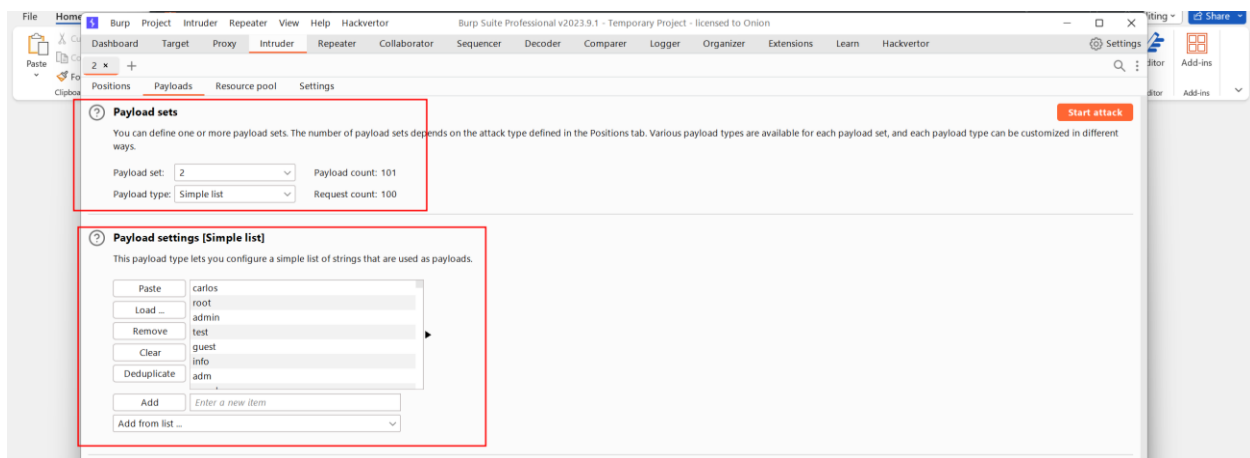 File Home
Burp Project Intruder Repeater View Help Hackvertor Burp Suite Professional v2023.9.1 - Temporary Project - licensed to Onion
Share
Dashboard Target Proxy Intruder Repeater Collaborator Sequencer Decoder Comparer Logger Organizer Extensions Learn Hackvertor Settings
Paste
2 × +
Add-ins
Positions Payloads Resource pool Settings
Add-ins
Payload sets
Start attack
You can define one or more payload sets. The number of payload sets depends on the attack type defined in the Positions tab. Various payload types are available for each payload set, and each payload type can be customized in different
ways.
Payload set: 2 Payload count: 101
Payload type: Simple list Request count: 100
Payload settings [Simple list]
This payload type lets you configure a simple list of strings that are used as payloads.
Paste
Load ...
Remove
Clear
Deduplicate
carlos
root
admin
test
guest
info
adm
Add Enter a new item
Add from list ...